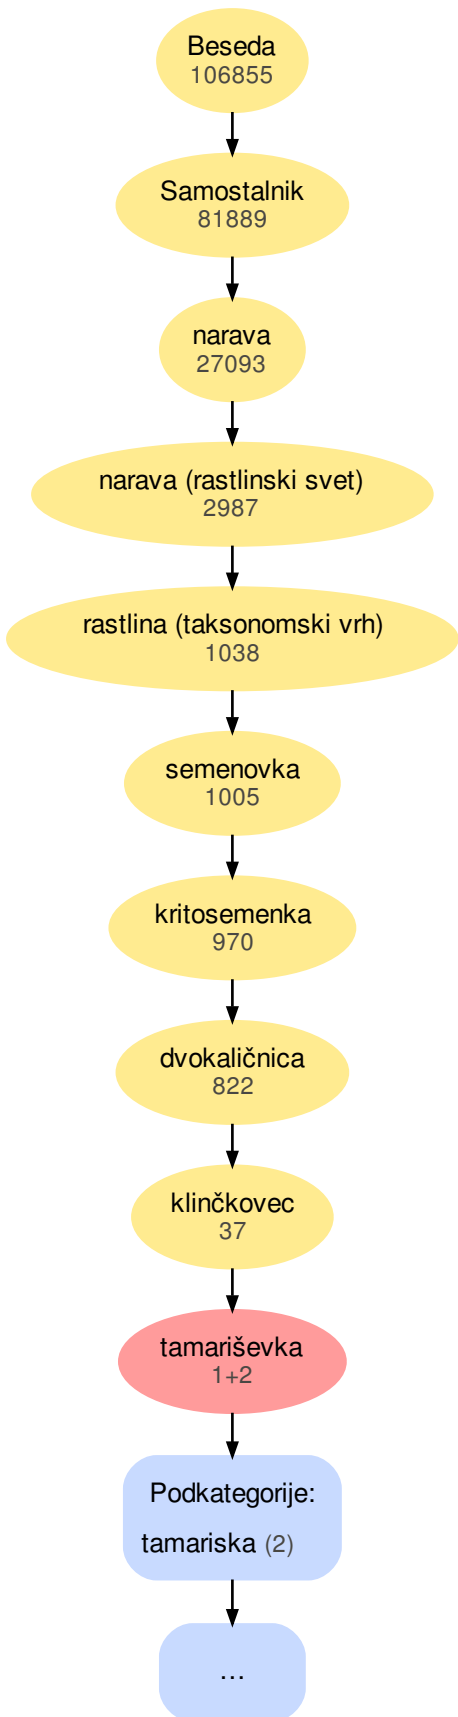 Beseda
106855
Samostalnik
81889
narava
27093
narava (rastlinski svet)
2987
rastlina (taksonomski vrh)
1038
semenovka
1005
kritosemenka
970
dvokaličnica
822
klinčkovec
37
tamariševka
1+2
Podkategorije:
tamariska (2)
...